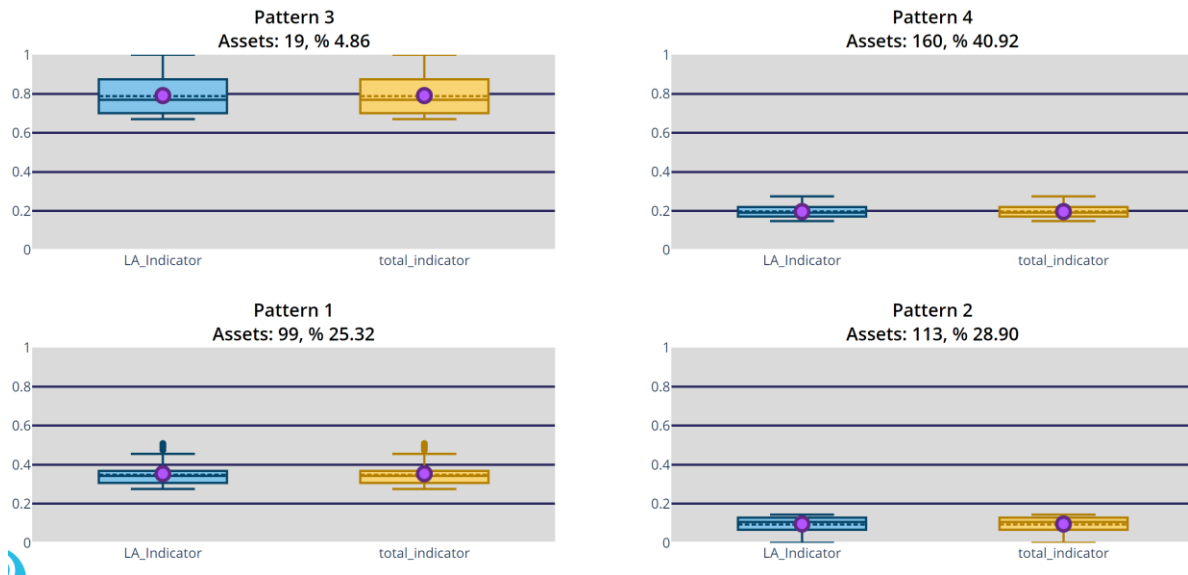 Pattern 3
Assets: 19, % 4.86
1
0.8
0.6
0.4
0.2
0
LA_Indicator total_indicator
Pattern 4
Assets: 160, % 40.92
1
0.8
0.6
0.4
0.2
0
LA_Indicator total_indicator
Pattern 1
Assets: 99, % 25.32
1
0.8
0.6
0.4
0.2
0
LA_Indicator total_indicator
Pattern 2
Assets: 113, % 28.90
1
0.8
0.6
0.4
0.2
0
LA_Indicator total_indicator